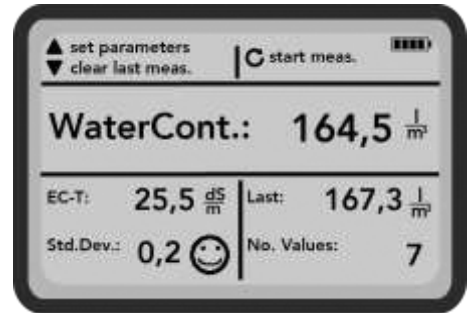 ▲ set parameters
▼ clear last meas.
start meas.
WaterCont.: 164,5 l/m³
EC-T: 25,5 dS/m
Std.Dev.: 0,2
Last: 167,3 l/m³
No. Values: 7